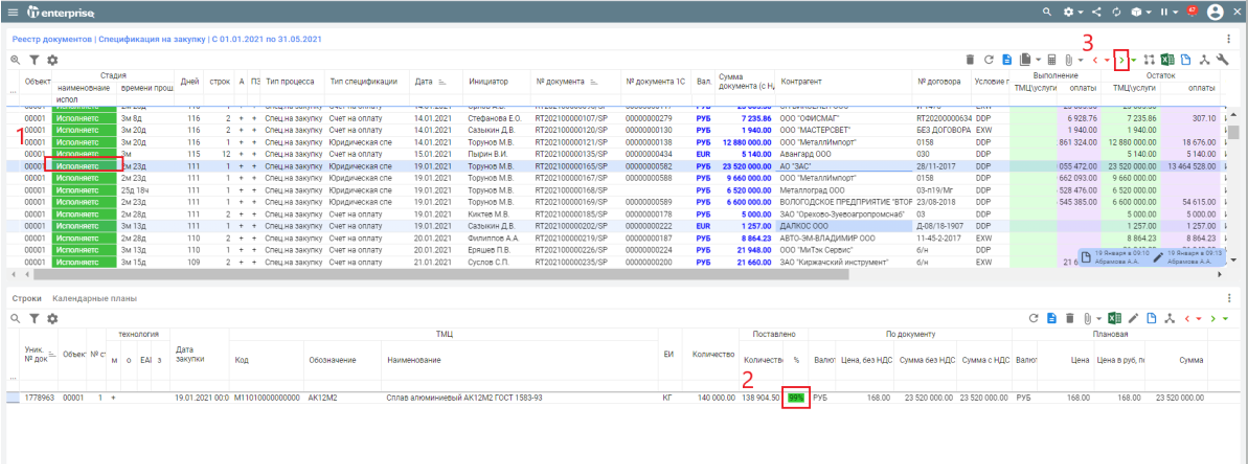 enterprise
47
Реестр документов | Спецификация на закупку | С 01.01.2021 по 31.05.2021
3
Объект Стадия Дней строк А ПЗ Тип процесса Тип спецификации Дата Инициатор № документа № документа 1С Вал. Сумма Контрагент № договора Условие п Выполнение Остаток
наименование времени прош документа (с НД ТМЦ\услуги оплаты ТМЦ\услуги оплаты
испол
00001 Исполняетс 3м 8д 116 2 + + Спец.на закупку Счет на оплату 14.01.2021 Стефанова Е.О. RT202100000107/SP 00000000279 РУБ 7 235.86 ООО "ОФИСМАГ" RT20200000634 DDP 6 928.76 7 235.86 307.10
1
00001 Исполняетс 3м 20д 116 2 + + Спец.на закупку Счет на оплату 14.01.2021 Сазыкин Д.В. RT202100000120/SP 00000000130 РУБ 1 940.00 ООО "МАСТЕРСВЕТ" БЕЗ ДОГОВОРА EXW 1 940.00 1 940.00
00001 Исполняетс 3м 20д 116 1 + + Спец.на закупку Юридическая спе 14.01.2021 Торунов М.В. RT202100000121/SP 00000000138 РУБ 12 880 000.00 ООО "МеталлИмпорт" 0158 DDP 861 324.00 12 880 000.00 18 676.00
00001 Исполняетс 3м 115 12 + + Спец.на закупку Счет на оплату 15.01.2021 Пырин В.И. RT202100000135/SP 00000000434 EUR 5 140.00 Авангард ООО 030 DDP 5 140.00 5 140.00
00001 Исполняетс 2м 23д 111 1 + + Спец.на закупку Юридическая спе 19.01.2021 Торунов М.В. RT202100000165/SP 00000000582 РУБ 23 520 000.00 АО "ЗАС" 28/11-2017 DDP 055 472.00 23 520 000.00 13 464 528.00
00001 Исполняетс 2м 23д 111 1 + + Спец.на закупку Юридическая спе 19.01.2021 Торунов М.В. RT202100000167/SP 00000000588 РУБ 9 660 000.00 ООО "МеталлИмпорт" 0158 DDP 662 093.00 9 660 000.00
00001 Исполняетс 25д 18ч 111 1 + + Спец.на закупку Юридическая спе 19.01.2021 Торунов М.В. RT202100000168/SP РУБ 6 520 000.00 Металлоград ООО 03-п19/Мг DDP 528 476.00 6 520 000.00
00001 Исполняетс 2м 23д 111 1 + + Спец.на закупку Юридическая спе 19.01.2021 Торунов М.В. RT202100000169/SP 00000000589 РУБ 6 600 000.00 ВОЛОГОДСКОЕ ПРЕДПРИЯТИЕ "ВТОР 23/08-2018 DDP 545 385.00 6 600 000.00 54 615.00
00001 Исполняетс 2м 28д 111 2 + + Спец.на закупку Счет на оплату 19.01.2021 Киктев М.В. RT202100000185/SP 00000000178 РУБ 5 000.00 ЗАО "Орехово-Зуевоагропромснаб" 03 DDP 5 000.00 5 000.00
00001 Исполняетс 3м 13д 111 1 + + Спец.на закупку Счет на оплату 19.01.2021 Сазыкин Д.В. RT202100000202/SP 00000000222 EUR 1 257.00 ДАЛКОС ООО Д-08/18-1907 DDP 1 257.00 1 257.00
00001 Исполняетс 2м 28д 110 2 + + Спец.на закупку Счет на оплату 20.01.2021 Филиппов А.А. RT202100000219/SP 00000000187 РУБ 8 864.23 АВТО-ЭМ-ВЛАДИМИР ООО 11-45-2-2017 EXW 8 864.23 8 864.23
00001 Исполняетс 3м 13д 110 1 + + Спец.на закупку Счет на оплату 20.01.2021 Еряшев П.Г. RT202100000226/SP 00000000224 РУБ 21 948.00 ООО "МиТэк Сервис" б/н DDP
00001 Исполняетс 3м 15д 109 2 + + Спец.на закупку Счет на оплату 21.01.2021 Суслов С.П. RT202100000235/SP 00000000200 РУБ 21 660.00 ЗАО "Киржачский инструмент" б/н EXW 21 6
19 Января в 09:10 19 Января в 09:13
Абрамова А.А. Абрамова А.А.
Строки Календарные планы
технология ТМЦ Поставлено По документу Плановая
Уник. № док Объек № с м о EAI з Дата закупки Код Обозначение Наименование ЕИ Количество Количеств % Валют Цена, без НДС Сумма без НДС Сумма с НДС Валют Цена Цена в руб, по Сумма
2
1778963 00001 1 + 19.01.2021 00:0 М11010000000000 АК12М2 Сплав алюминиевый АК12М2 ГОСТ 1583-93 КГ 140 000.00 138 904.50 99% РУБ 168.00 23 520 000.00 23 520 000.00 РУБ 168.00 168.00 23 520 000.00